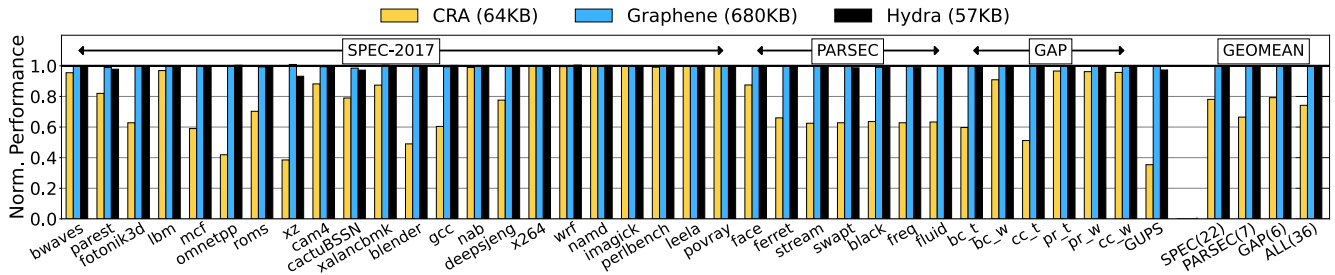 CRA (64KB) Graphene (680KB) Hydra (57KB)
SPEC-2017 PARSEC GAP GEOMEAN
Norm. Performance
1.0
0.8
0.6
0.4
0.2
0.0
bwaves parest fotonik3d lbm mcf omnetpp roms xz cam4 cactuBSSN xalancbmk blender gcc nab deepsjeng x264 wrf namd imagick perlbench leela povray face ferret stream swapt black freq fluid bc_t bc_w cc_t pr_t pr_w cc_w GUPS SPEC(22) PARSEC(7) GAP(6) ALL(36)